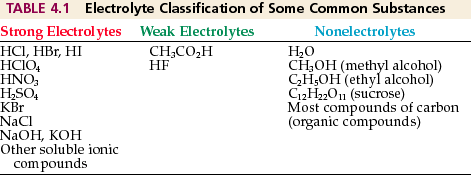 TABLE 4.1 Electrolyte Classification of Some Common Substances
Strong Electrolytes Weak Electrolytes Nonelectrolytes
HCl, HBr, HI CH₃CO₂H H₂O
HClO₄ HF CH₃OH (methyl alcohol)
HNO₃ C₂H₅OH (ethyl alcohol)
H₂SO₄ C₁₂H₂₂O₁₁ (sucrose)
KBr Most compounds of carbon
NaCl (organic compounds)
NaOH, KOH
Other soluble ionic
compounds